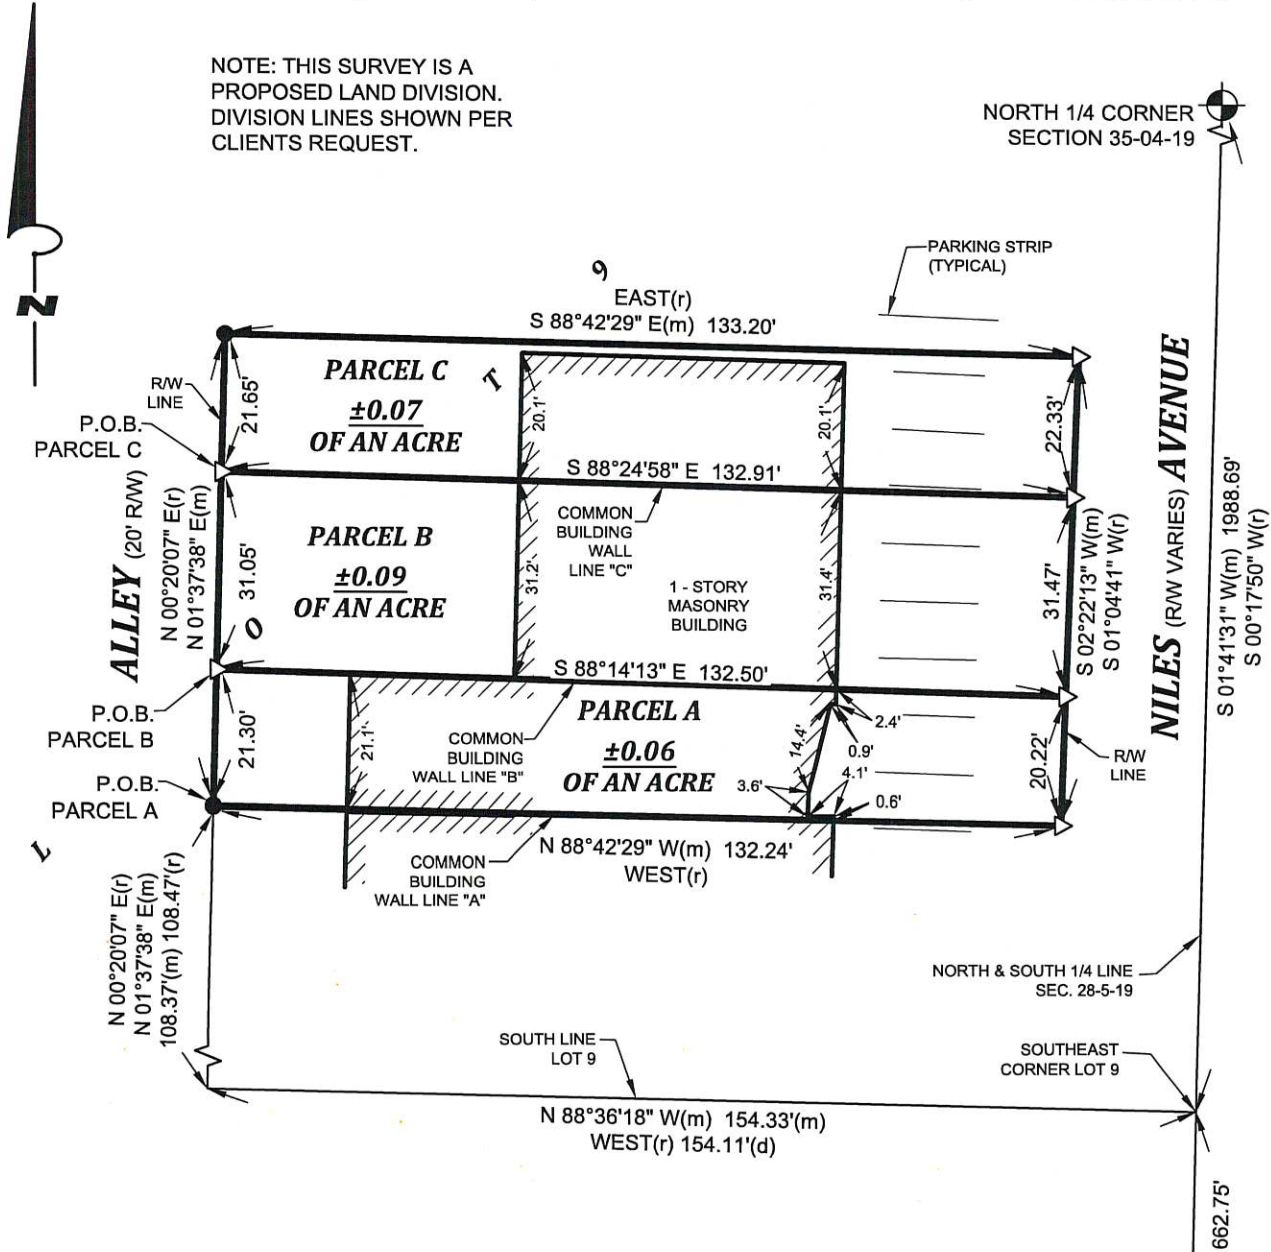 NOTE: THIS SURVEY IS A
PROPOSED LAND DIVISION.
DIVISION LINES SHOWN PER
CLIENTS REQUEST.
NORTH 1/4 CORNER
SECTION 35-04-19
N
PARKING STRIP
(TYPICAL)
L O T 9
EAST(r)
S 88°42'29" E(m) 133.20'
R/W
LINE
21.65'
PARCEL C
±0.07
OF AN ACRE
20.1'
20.1'
22.33'
P.O.B.
PARCEL C
S 88°24'58" E 132.91'
COMMON
BUILDING
WALL
LINE "C"
ALLEY (20' R/W)
N 00°20'07" E(r)
N 01°37'38" E(m)
31.05'
PARCEL B
±0.09
OF AN ACRE
31.2'
1 - STORY
MASONRY
BUILDING
31.4'
31.47'
S 02°22'13" W(m)
S 01°04'41" W(r)
NILES (R/W VARIES) AVENUE
S 01°41'31" W(m) 1988.69'
S 00°17'50" W(r)
S 88°14'13" E 132.50'
P.O.B.
PARCEL B
21.30'
21.1'
COMMON
BUILDING
WALL LINE "B"
PARCEL A
±0.06
OF AN ACRE
14.4'
2.4'
0.9'
3.6'
4.1'
0.6'
20.22'
R/W
LINE
P.O.B.
PARCEL A
N 88°42'29" W(m) 132.24'
WEST(r)
COMMON
BUILDING
WALL LINE "A"
N 00°20'07" E(r)
N 01°37'38" E(m)
108.37'(m) 108.47'(r)
NORTH & SOUTH 1/4 LINE
SEC. 28-5-19
SOUTH LINE
LOT 9
SOUTHEAST
CORNER LOT 9
N 88°36'18" W(m) 154.33'(m)
WEST(r) 154.11'(d)
662.75'